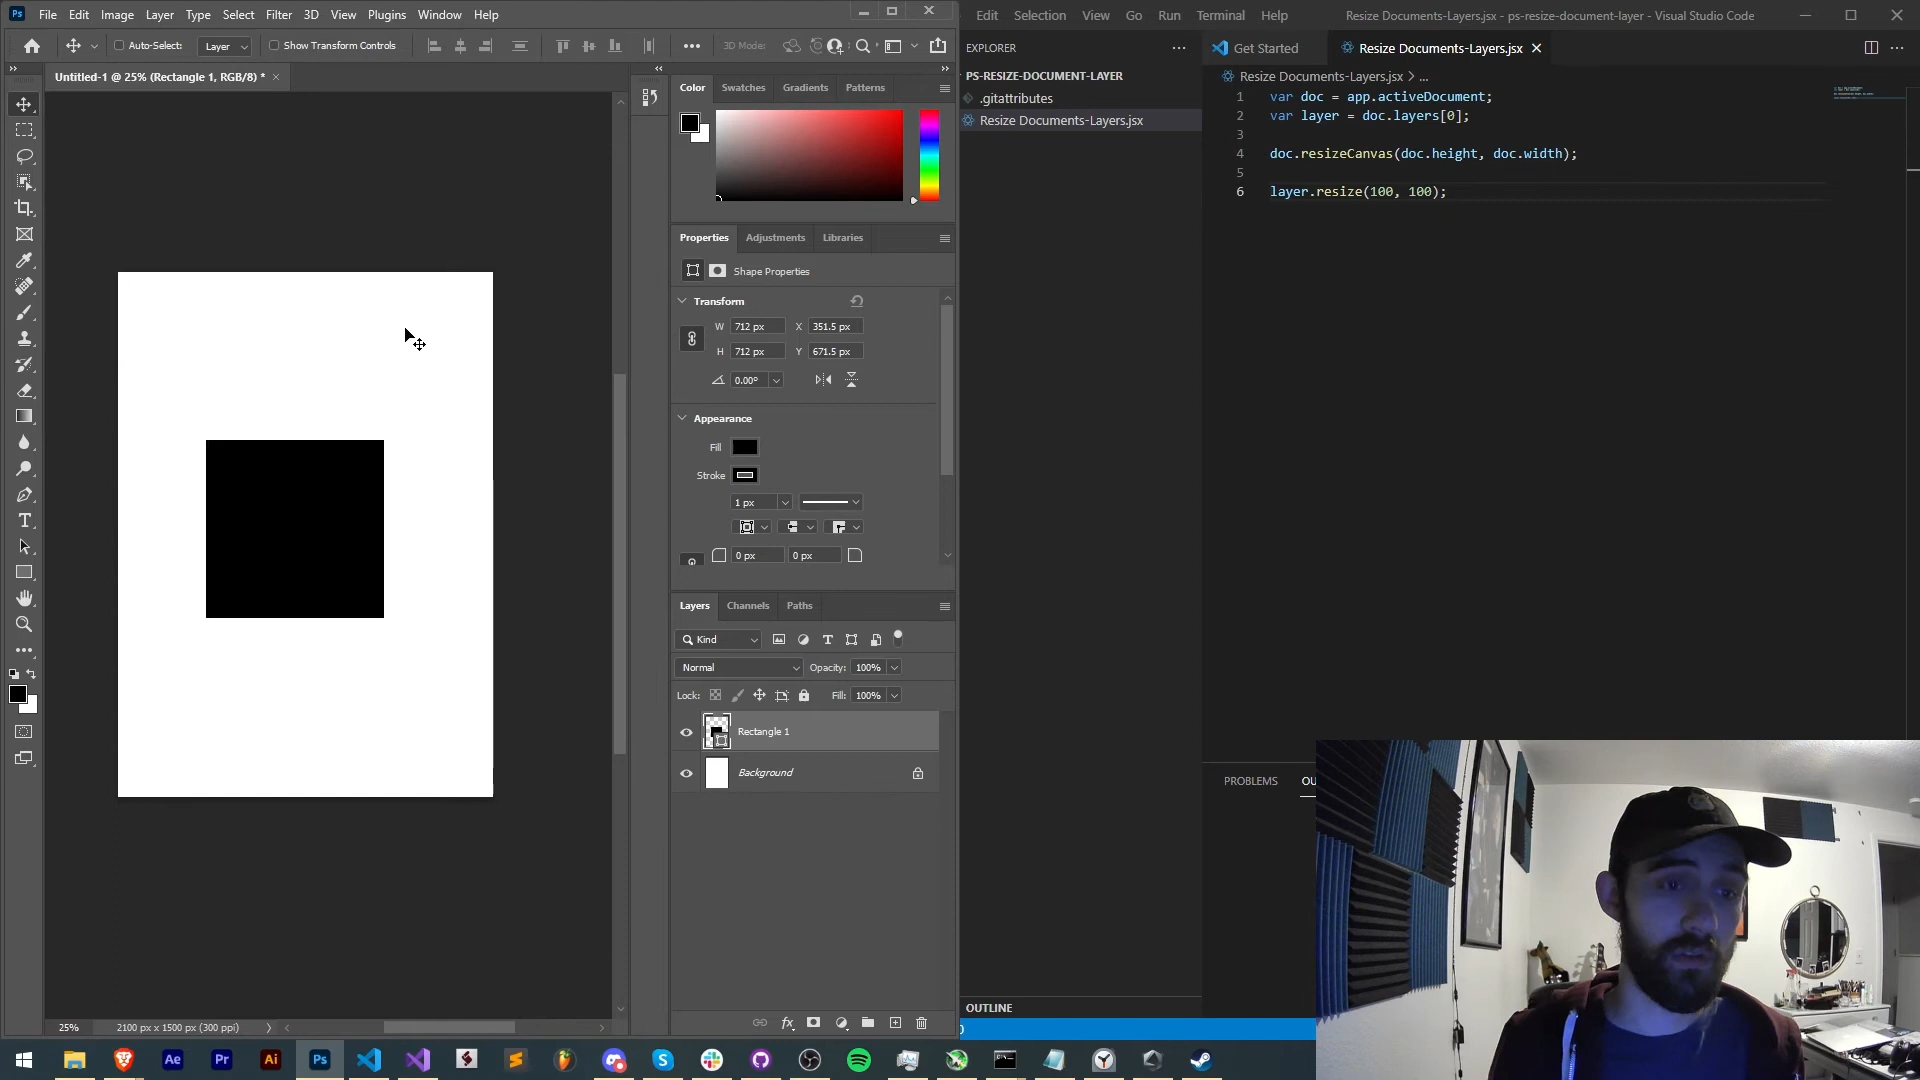 Ps File Edit Image Layer Type Select Filter 3D View Plugins Window Help
Auto-Select: Layer Show Transform Controls 3D Mode:
Untitled-1 @ 25% (Rectangle 1, RGB/8) *
Color Swatches Gradients Patterns
Properties Adjustments Libraries
Shape Properties
Transform
W 712 px X 351.5 px
H 712 px Y 671.5 px
0.00°
Appearance
Fill
Stroke
1 px
0 px 0 px
Layers Channels Paths
Kind
Normal Opacity: 100%
Lock: Fill: 100%
Rectangle 1
Background
25% 2100 px x 1500 px (300 ppi)
Edit Selection View Go Run Terminal Help Resize Documents-Layers.jsx - ps-resize-document-layer - Visual Studio Code
EXPLORER
PS-RESIZE-DOCUMENT-LAYER
.gitattributes
Resize Documents-Layers.jsx
OUTLINE
0
Get Started Resize Documents-Layers.jsx
Resize Documents-Layers.jsx > ...
1 var doc = app.activeDocument;
2 var layer = doc.layers[0];
3
4 doc.resizeCanvas(doc.height, doc.width);
5
6 layer.resize(100, 100);
PROBLEMS OU
Ae Pr Ai Ps